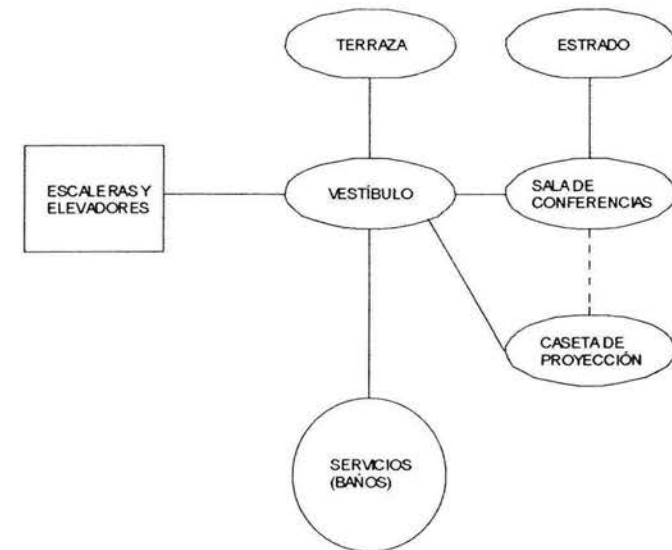 TERRAZA
ESTRADO
ESCALERAS Y
ELEVADORES
VESTÍBULO
SALA DE
CONFERENCIAS
CASETA DE
PROYECCIÓN
SERVICIOS
(BAÑOS)